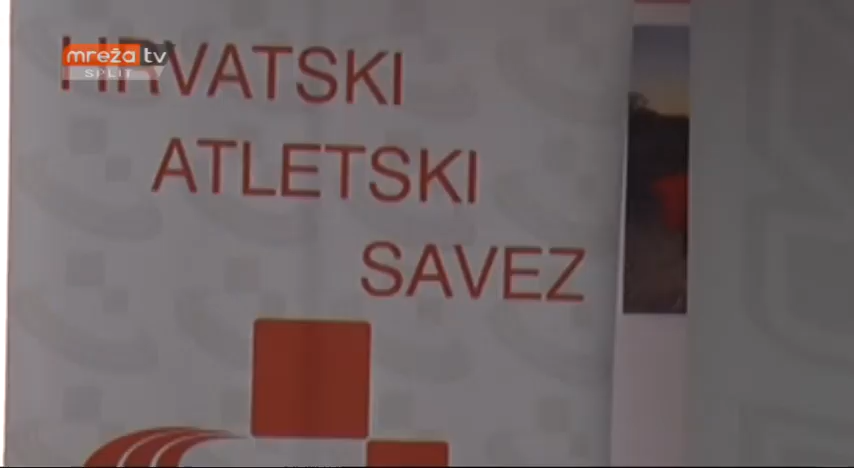 mreža tv
SPLIT
HRVATSKI
ATLETSKI
SAVEZ